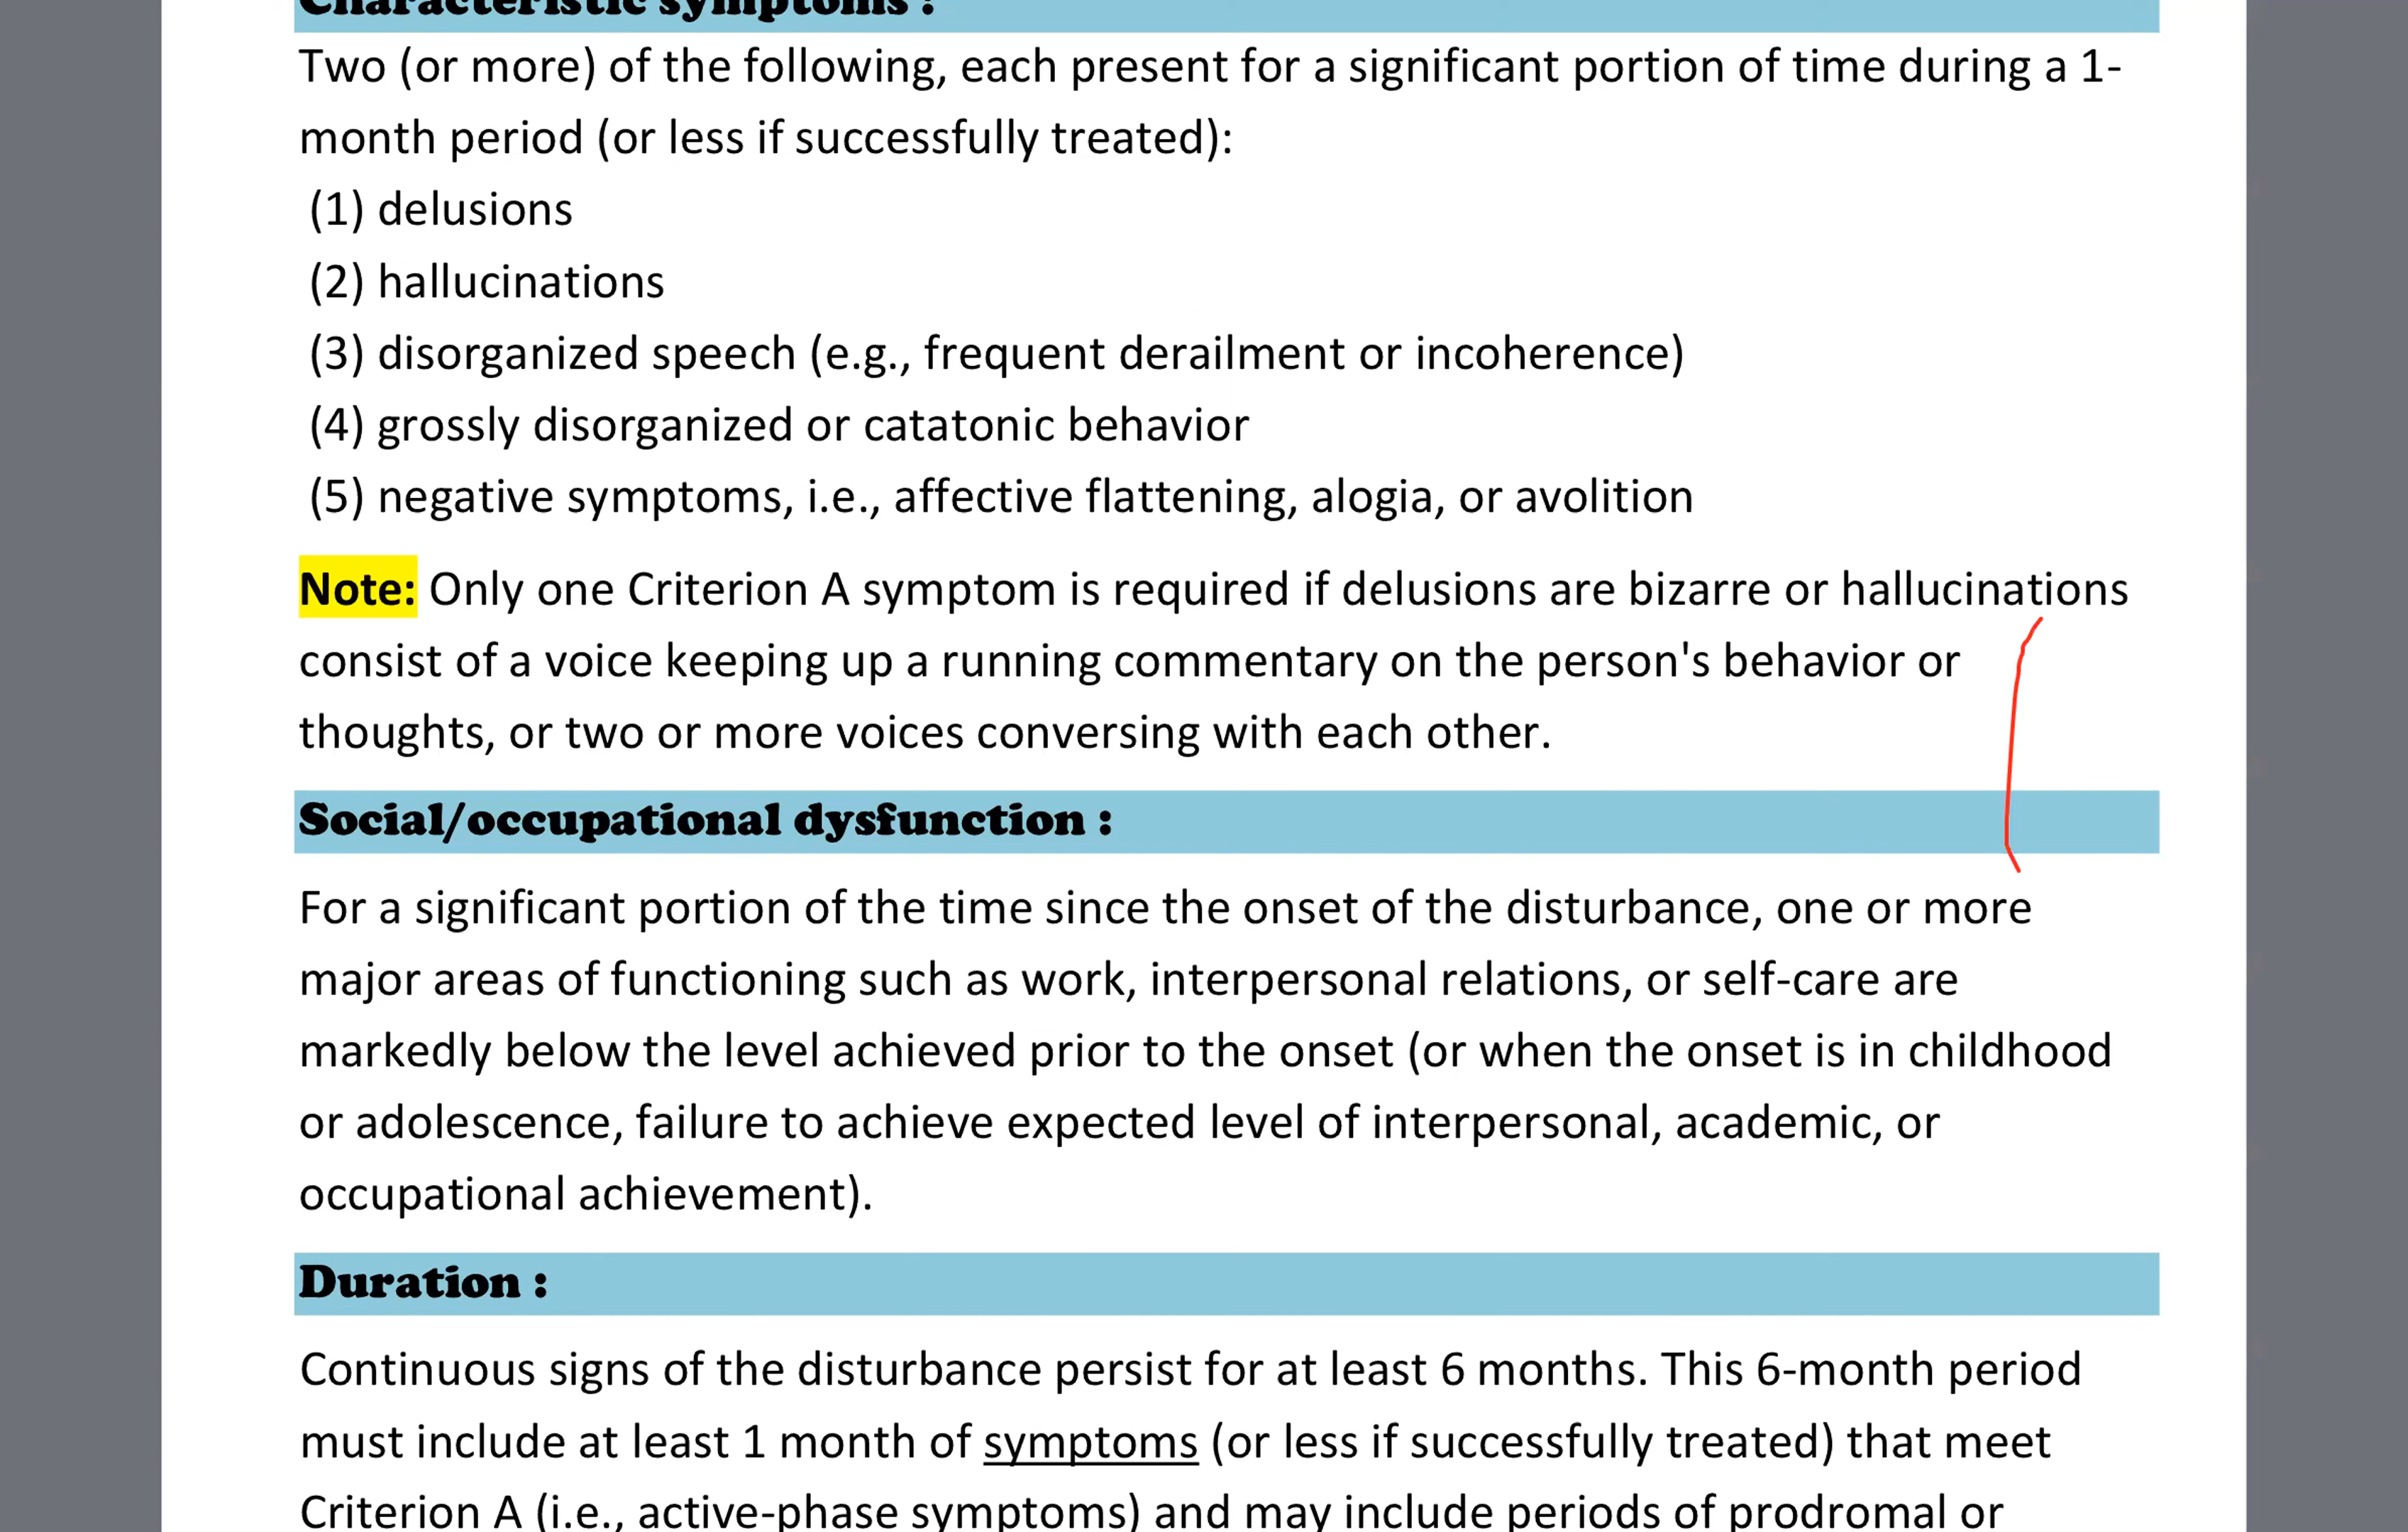 Characteristic symptoms :
Two (or more) of the following, each present for a significant portion of time during a 1-
month period (or less if successfully treated):
(1) delusions
(2) hallucinations
(3) disorganized speech (e.g., frequent derailment or incoherence)
(4) grossly disorganized or catatonic behavior
(5) negative symptoms, i.e., affective flattening, alogia, or avolition
Note: Only one Criterion A symptom is required if delusions are bizarre or hallucinations
consist of a voice keeping up a running commentary on the person's behavior or
thoughts, or two or more voices conversing with each other.
Social/occupational dysfunction :
For a significant portion of the time since the onset of the disturbance, one or more
major areas of functioning such as work, interpersonal relations, or self-care are
markedly below the level achieved prior to the onset (or when the onset is in childhood
or adolescence, failure to achieve expected level of interpersonal, academic, or
occupational achievement).
Duration :
Continuous signs of the disturbance persist for at least 6 months. This 6-month period
must include at least 1 month of symptoms (or less if successfully treated) that meet
Criterion A (i.e., active-phase symptoms) and may include periods of prodromal or